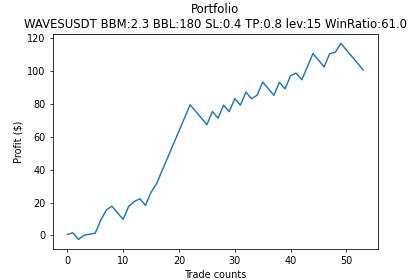 Portfolio
WAVESUSDT BBM:2.3 BBL:180 SL:0.4 TP:0.8 lev:15 WinRatio:61.0
120
100
80
60
40
20
0
Profit ($)
0 10 20 30 40 50
Trade counts